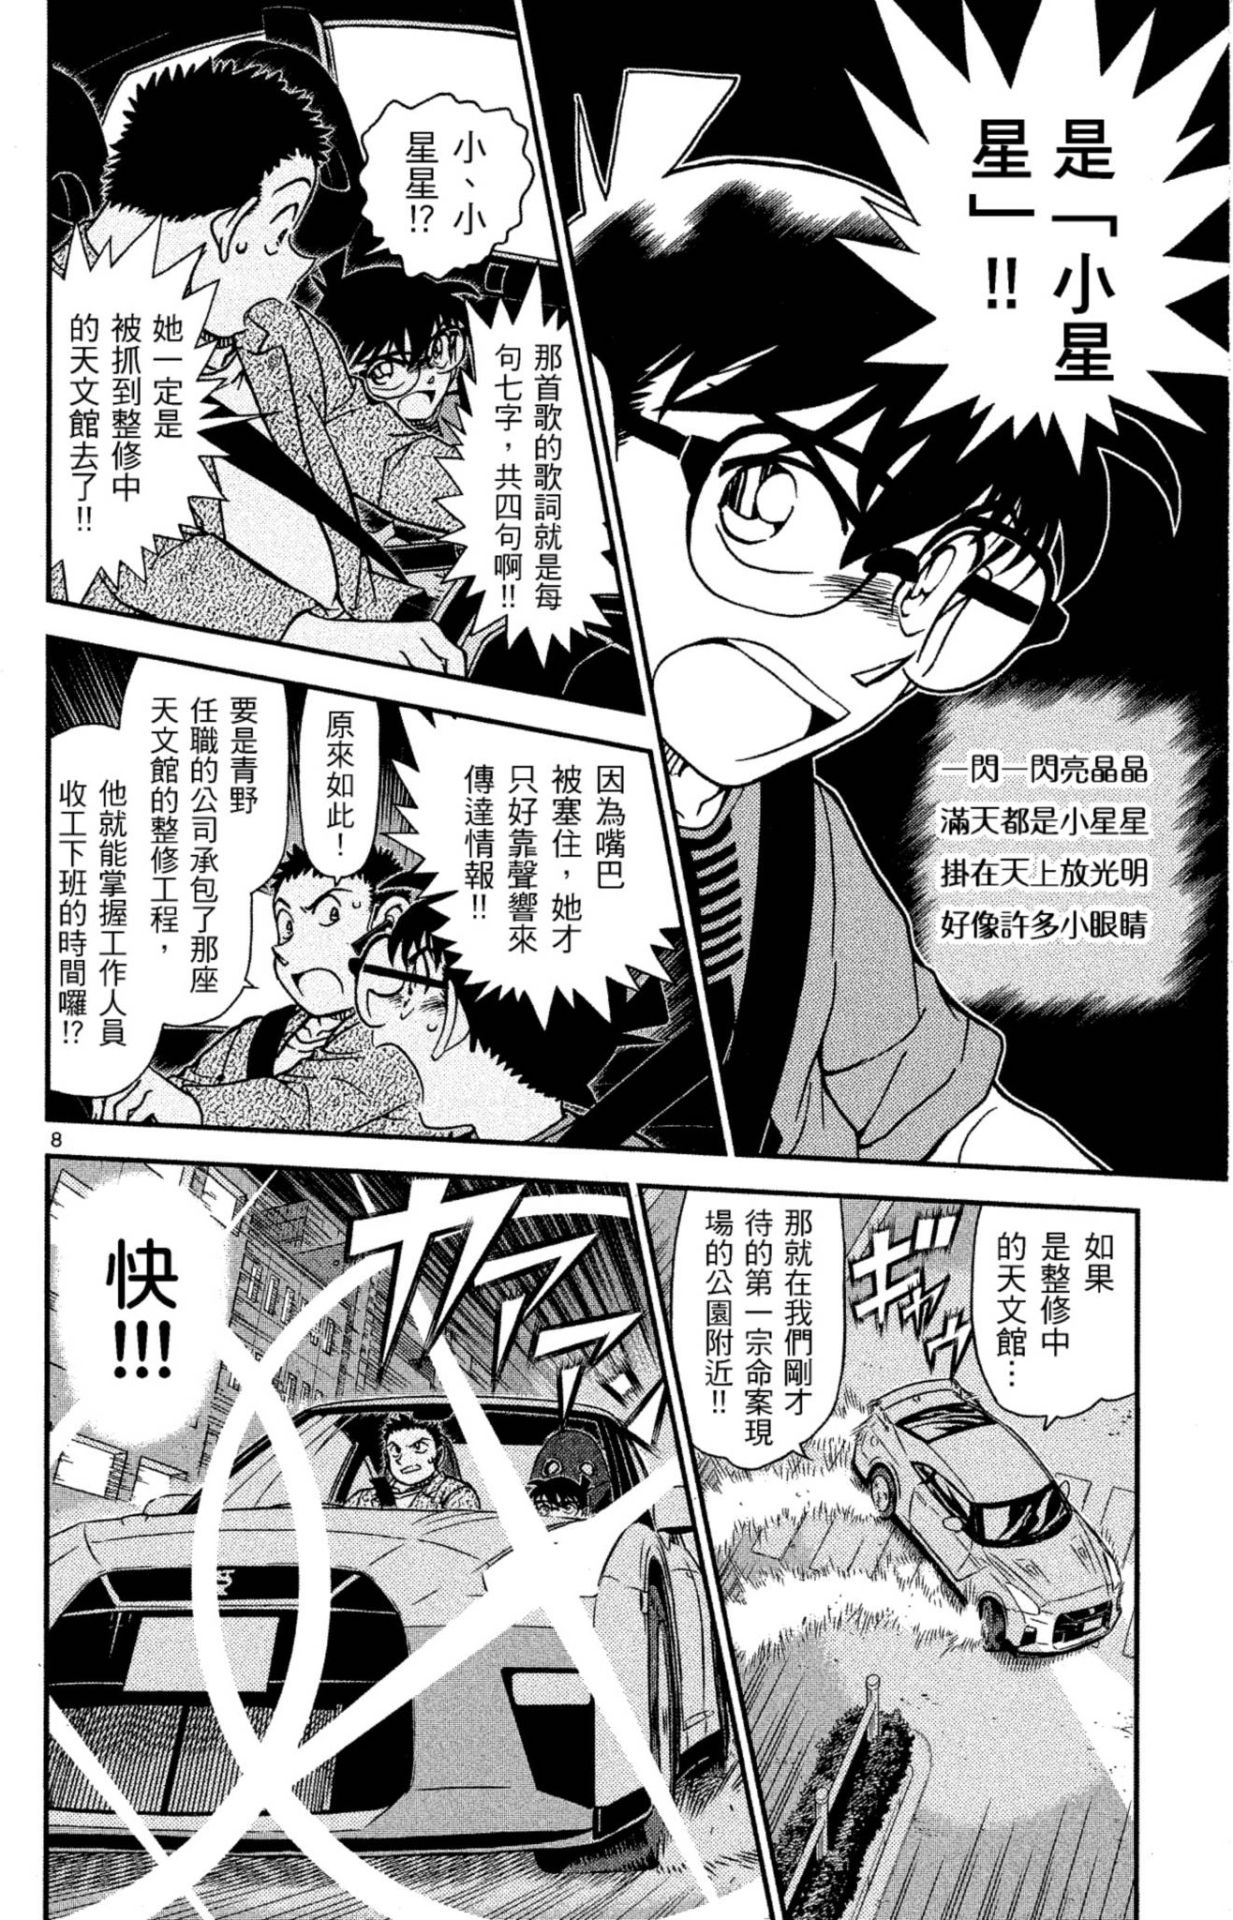 是「小星
星」!!
一閃一閃亮晶晶
滿天都是小星星
掛在天上放光明
好像許多小眼睛
小、小
星星!?
那首歌的歌詞就是每
句七字，共四句啊!!
她一定是
被抓到整修中
的天文館去了!!
因為嘴巴
被塞住，她才
只好靠聲響來
傳達情報!!
原來如此！
要是青野
任職的公司承包了那座
天文館的整修工程，
他就能掌握工作人員
收工下班的時間囉!?
8
如果
是整修中
的天文館…
ギギゥ
那就在我們剛才
待的第一宗命案現
場的公園附近!!
ガアア
快!!!